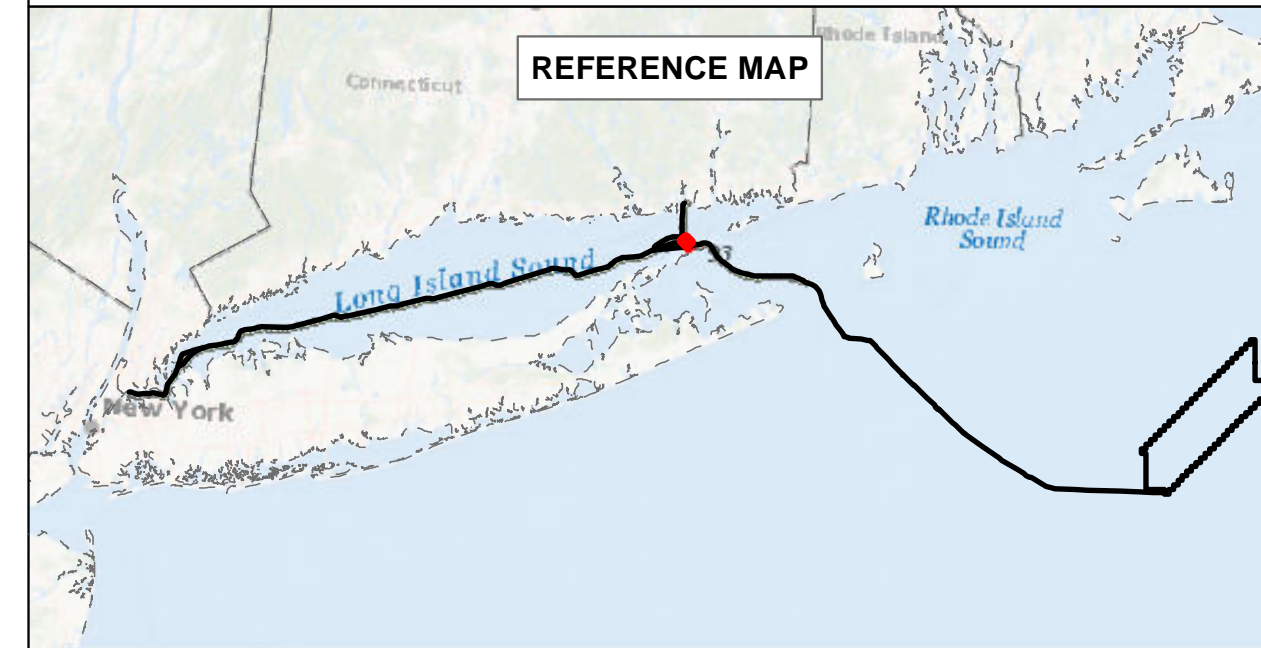 Rhode Island
REFERENCE MAP
Connecticut
Rhode Island
Sound
Long Island Sound
New York